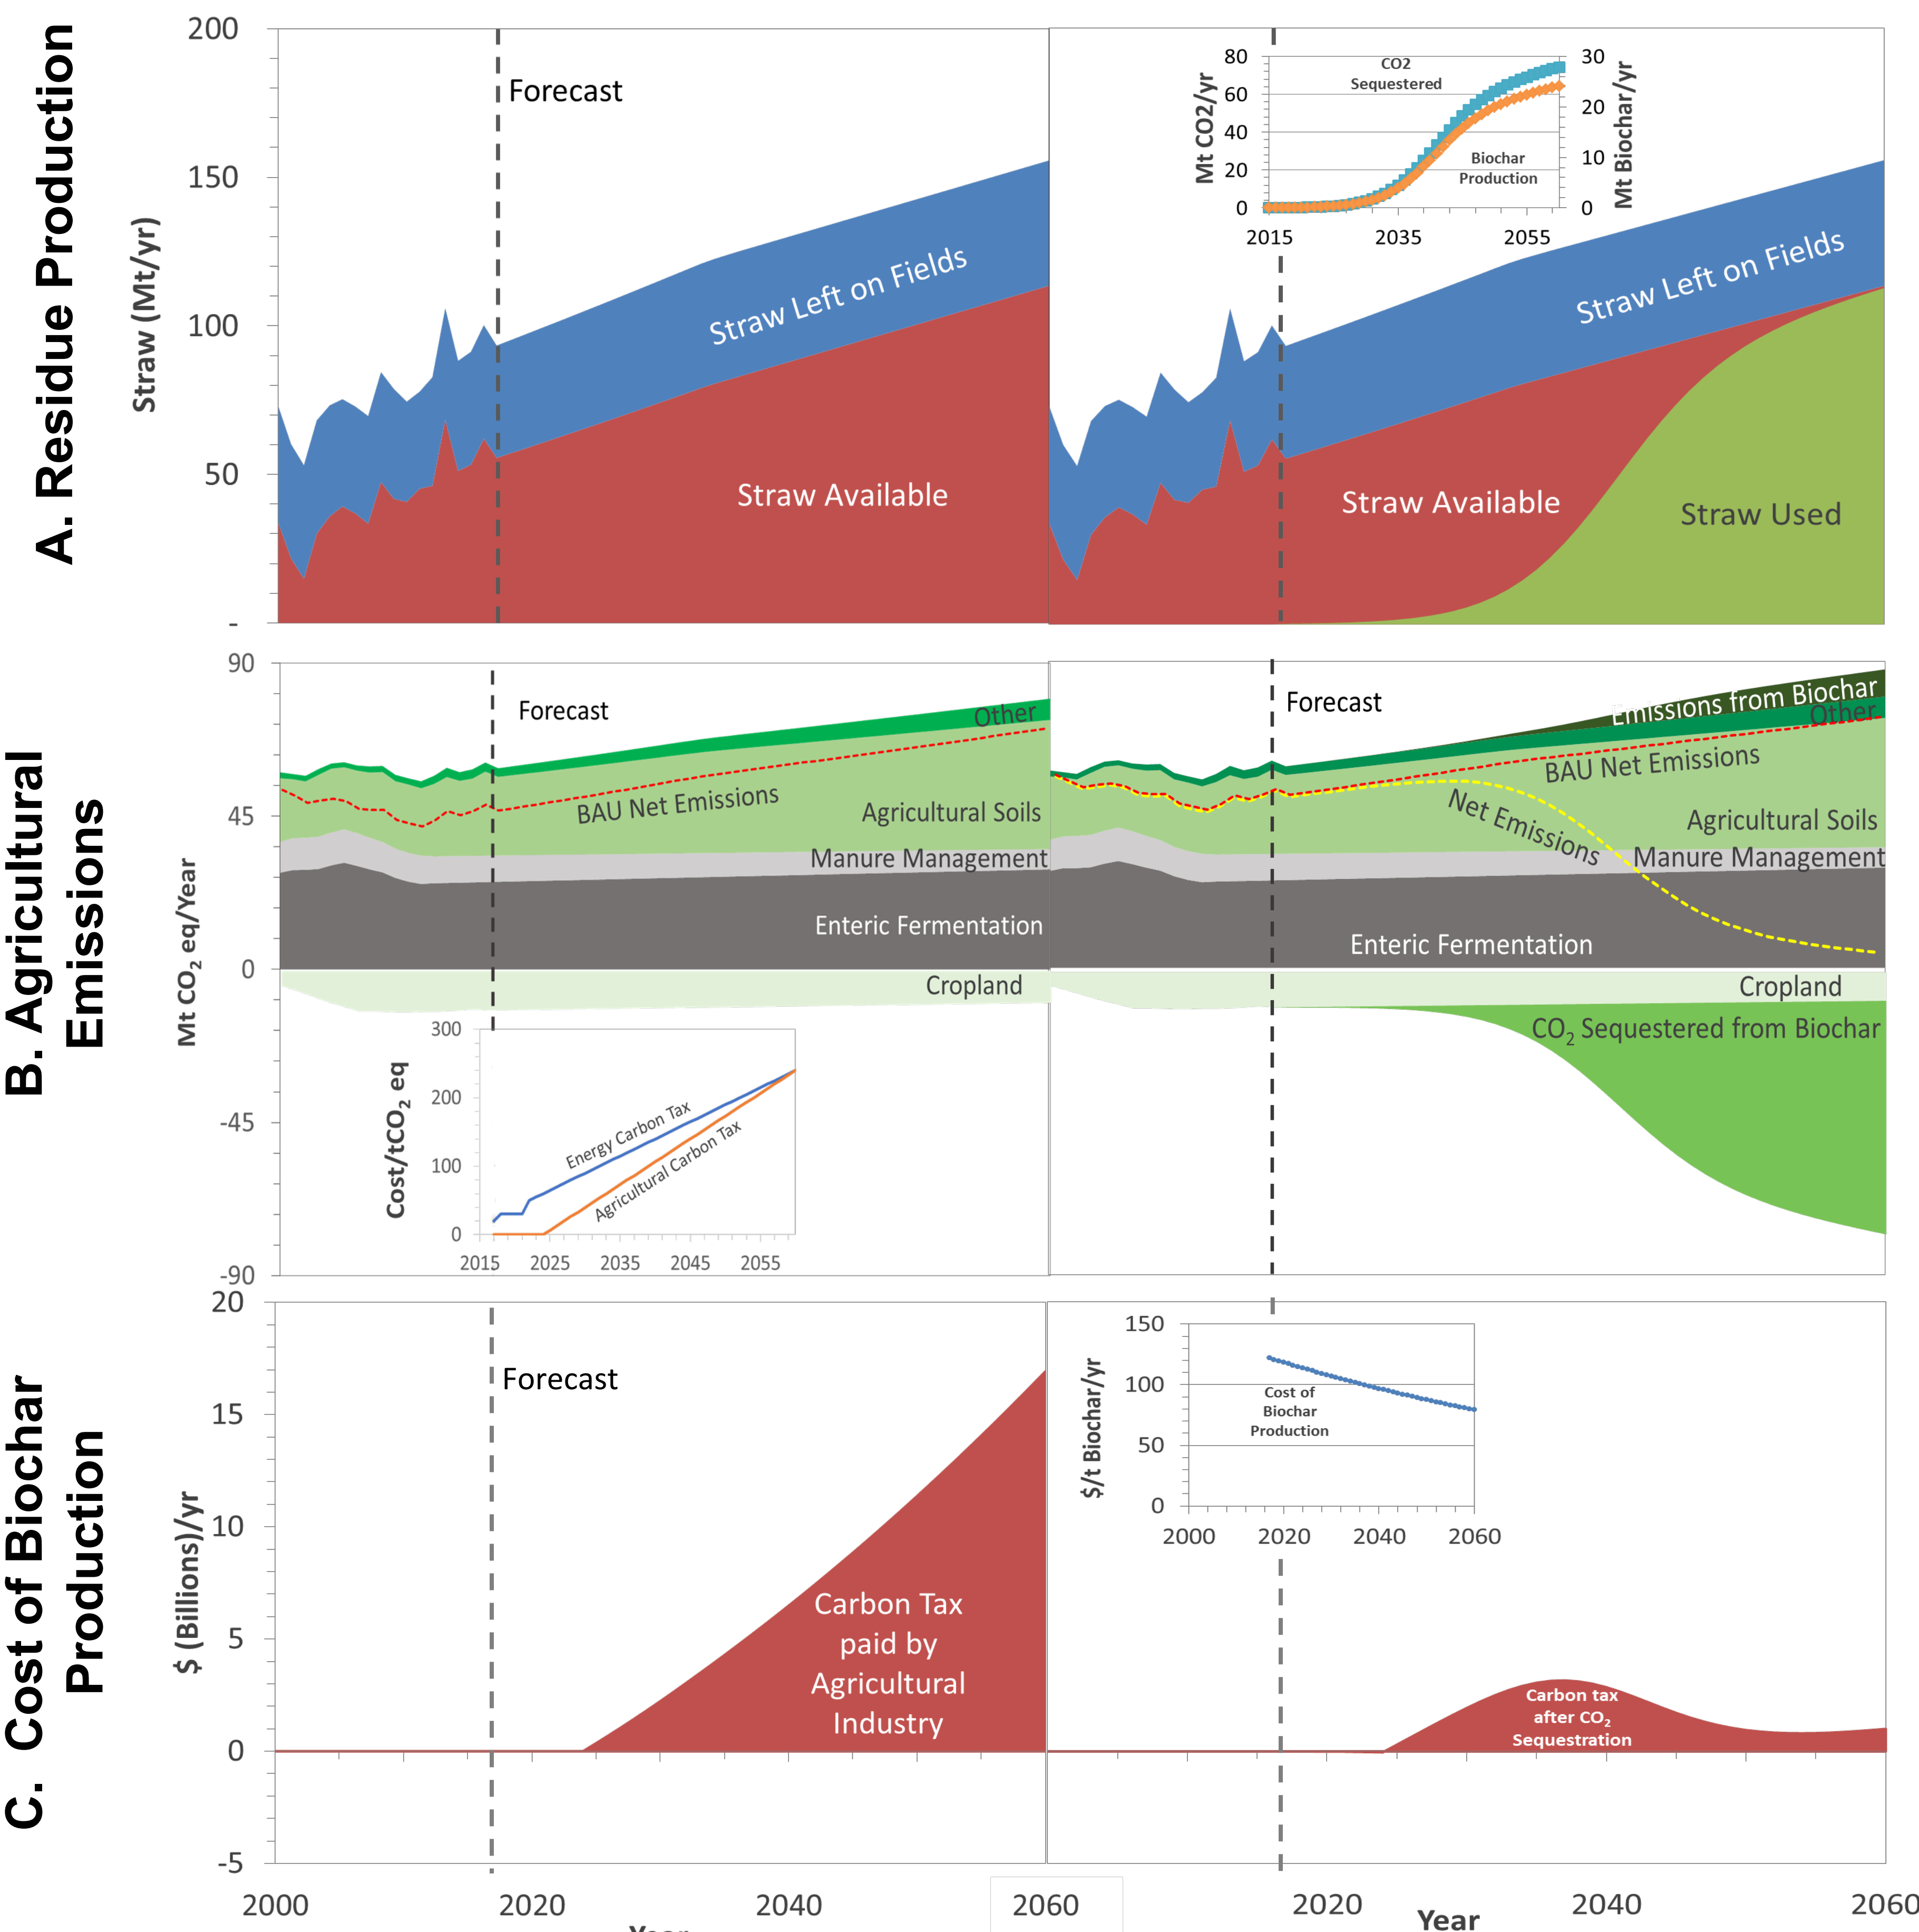 A. Residue Production
Straw (Mt/yr)
200
150
100
50
-
Forecast
Straw Left on Fields
Straw Available
Mt CO2/yr
80
60
40
20
0
CO2
Sequestered
Biochar
Production
30
20
10
0
Mt Biochar/yr
2015
2035
2055
Straw Left on Fields
Straw Available
Straw Used
B. Agricultural
Emissions
Mt CO2 eq/Year
90
45
0
-45
-90
Forecast
Other
BAU Net Emissions
Agricultural Soils
Manure Management
Enteric Fermentation
Cropland
Cost/tCO2 eq
300
200
100
0
Energy Carbon Tax
Agricultural Carbon Tax
2015
2025
2035
2045
2055
Forecast
Emissions from Biochar
Other
BAU Net Emissions
Net Emissions
Agricultural Soils
Manure Management
Enteric Fermentation
Cropland
CO2 Sequestered from Biochar
C. Cost of Biochar
Production
$ (Billions)/yr
20
15
10
5
0
-5
Forecast
Carbon Tax
paid by
Agricultural
Industry
$/t Biochar/yr
150
100
50
0
Cost of
Biochar
Production
2000
2020
2040
2060
Carbon tax
after CO2
Sequestration
2000
2020
2040
2060
2020
2040
2060
Year
Year